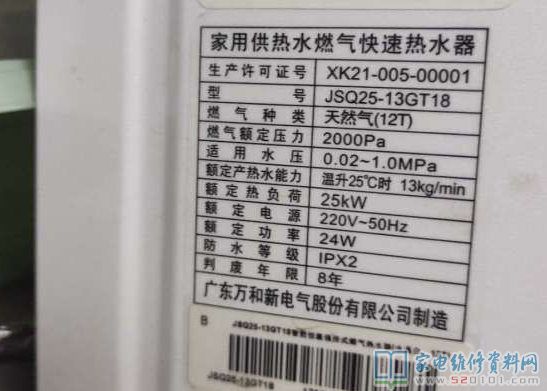 家用供热水燃气快速热水器
生产许可证号 XK21-005-00001
型号 JSQ25-13GT18
燃气种类 天然气(12T)
燃气额定压力 2000Pa
适用水压 0.02~1.0MPa
额定产热水能力 温升25℃时 13kg/min
额定热负荷 25kW
额定电源 220V~50Hz
额定功率 24W
防水等级 IPX2
判废年限 8年
广东万和新电气股份有限公司制造
B
JSQ25-13GT18
JSQ25-13GT18
家电维修资料网
www.520101.com